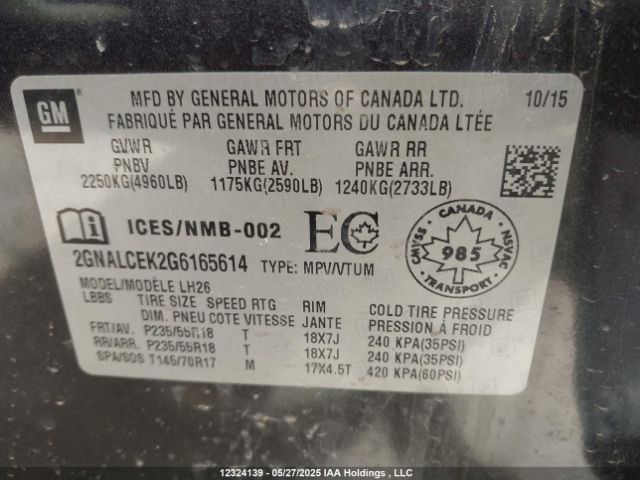 GM
MFD BY GENERAL MOTORS OF CANADA LTD. 10/15
FABRIQUÉ PAR GENERAL MOTORS DU CANADA LTÉE
GVWR GAWR FRT GAWR RR
PNBV PNBE AV. PNBE ARR.
2250KG(4960LB) 1175KG(2590LB) 1240KG(2733LB)
ICES/NMB-002 EC
CANADA
CMVSS 985 NSVAC
TRANSPORT
2GNALCEK2G6165614 TYPE: MPV/VTUM
MODEL/MODÈLE LH26
LBBS TIRE SIZE SPEED RTG RIM COLD TIRE PRESSURE
DIM. PNEU COTE VITESSE JANTE PRESSION À FROID
FRT/AV. P235/55R18 T 18X7J 240 KPA(35PSI)
RR/ARR. P235/55R18 T 18X7J 240 KPA(35PSI)
SPA/SOS T145/70R17 M 17X4.5T 420 KPA(60PSI)
12324139 - 05/27/2025 IAA Holdings , LLC